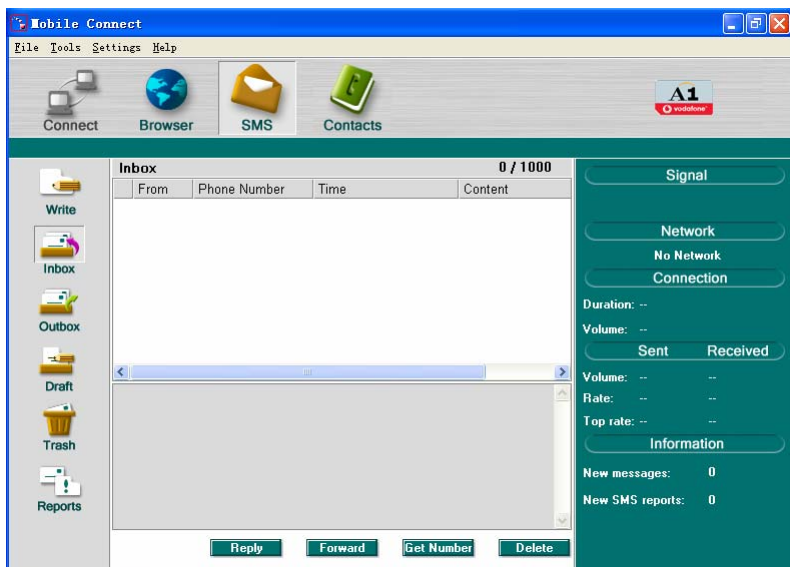 Mobile Connect
File Tools Settings Help
Connect Browser SMS Contacts
A1
vodafone
Write
Inbox
Outbox
Draft
Trash
Reports
Inbox 0 / 1000
From Phone Number Time Content
Reply Forward Get Number Delete
Signal
Network
No Network
Connection
Duration: --
Volume: --
Sent Received
Volume: -- --
Rate: -- --
Top rate: -- --
Information
New messages: 0
New SMS reports: 0